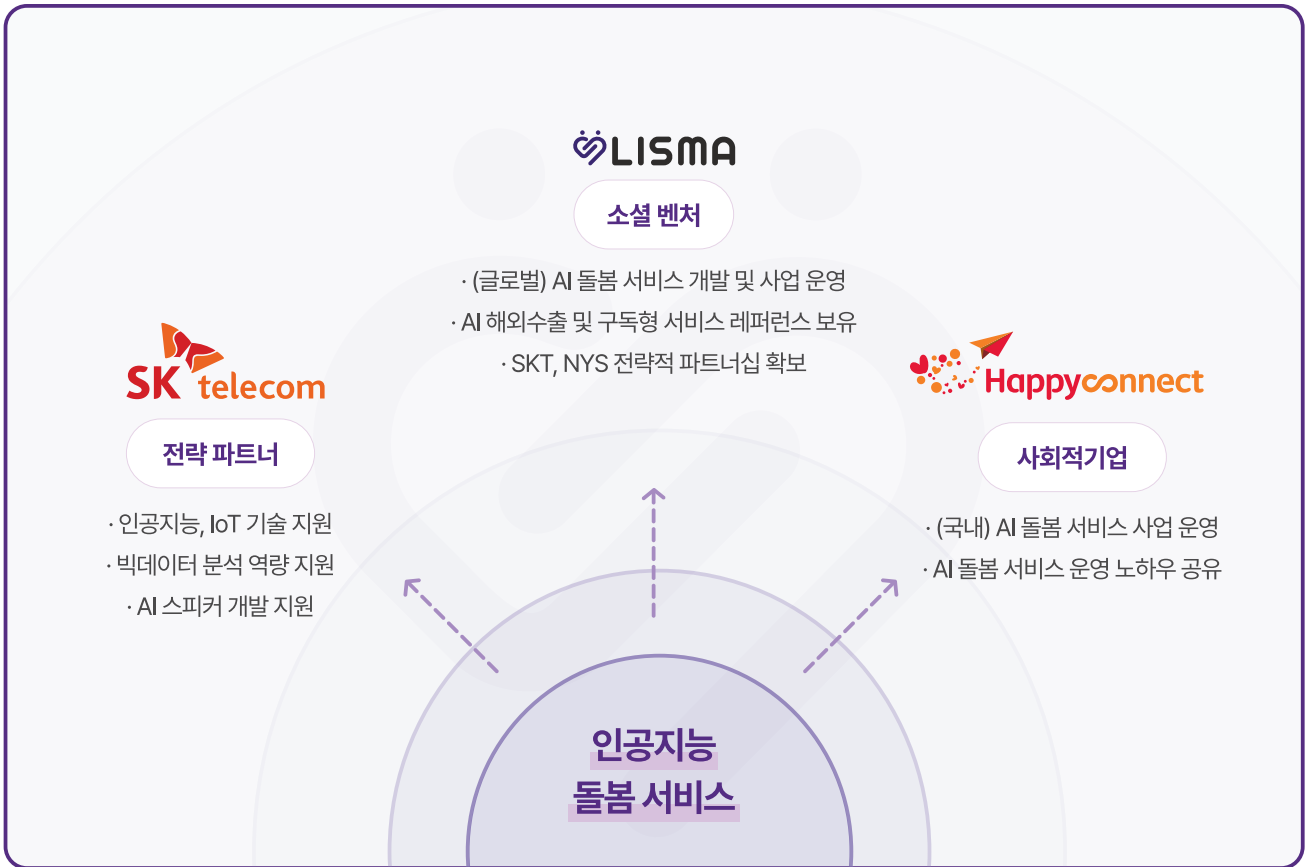 LISMA
소셜 벤처
· (글로벌) AI 돌봄 서비스 개발 및 사업 운영
· AI 해외수출 및 구독형 서비스 레퍼런스 보유
· SKT, NYS 전략적 파트너십 확보
SK telecom
전략 파트너
· 인공지능, IoT 기술 지원
· 빅데이터 분석 역량 지원
· AI 스피커 개발 지원
Happyconnect
사회적기업
· (국내) AI 돌봄 서비스 사업 운영
· AI 돌봄 서비스 운영 노하우 공유
인공지능
돌봄 서비스